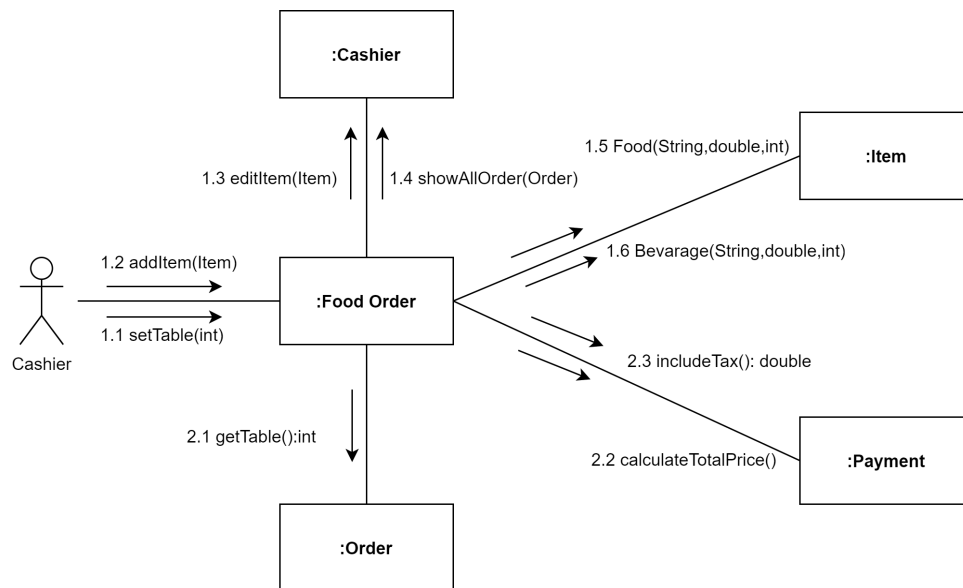 :Cashier
1.5 Food(String,double,int)
:Item
1.3 editItem(Item)
1.4 showAllOrder(Order)
1.2 addItem(Item)
1.6 Bevarage(String,double,int)
:Food Order
1.1 setTable(int)
Cashier
2.3 includeTax(): double
2.1 getTable():int
2.2 calculateTotalPrice()
:Payment
:Order